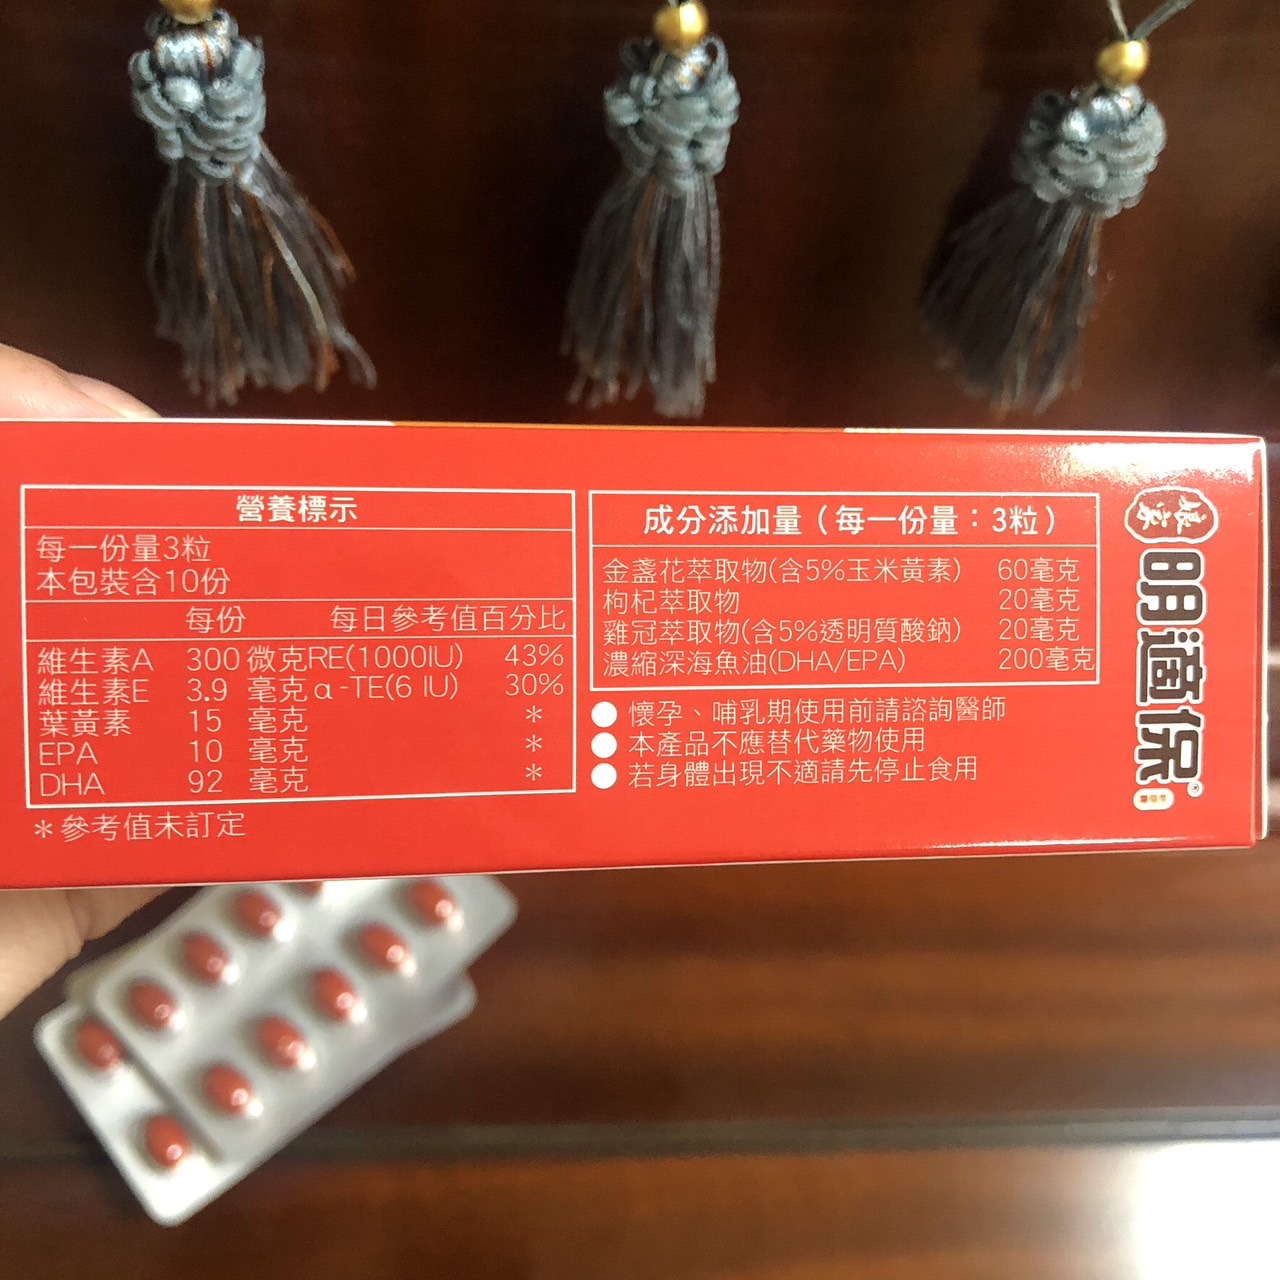 營養標示
每一份量3粒
本包裝含10份
每份 每日參考值百分比
維生素A 300 微克RE(1000IU) 43%
維生素E 3.9 毫克α-TE(6 IU) 30%
葉黃素 15 毫克 *
EPA 10 毫克 *
DHA 92 毫克 *
*參考值未訂定
成分添加量（每一份量：3粒）
金盞花萃取物(含5%玉米黃素) 60毫克
枸杞萃取物 20毫克
雞冠萃取物(含5%透明質酸鈉) 20毫克
濃縮深海魚油(DHA/EPA) 200毫克
● 懷孕、哺乳期使用前請諮詢醫師
● 本產品不應替代藥物使用
● 若身體出現不適請先停止食用
娘家
明適保®